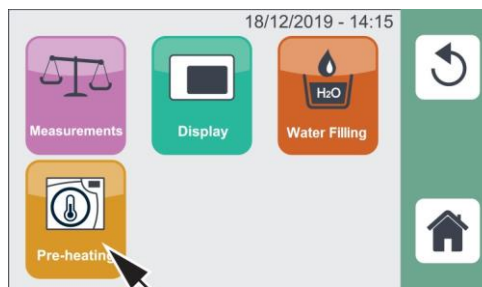 18/12/2019 - 14:15
Measurements
Display
H2O
Water Filling
Pre-heating